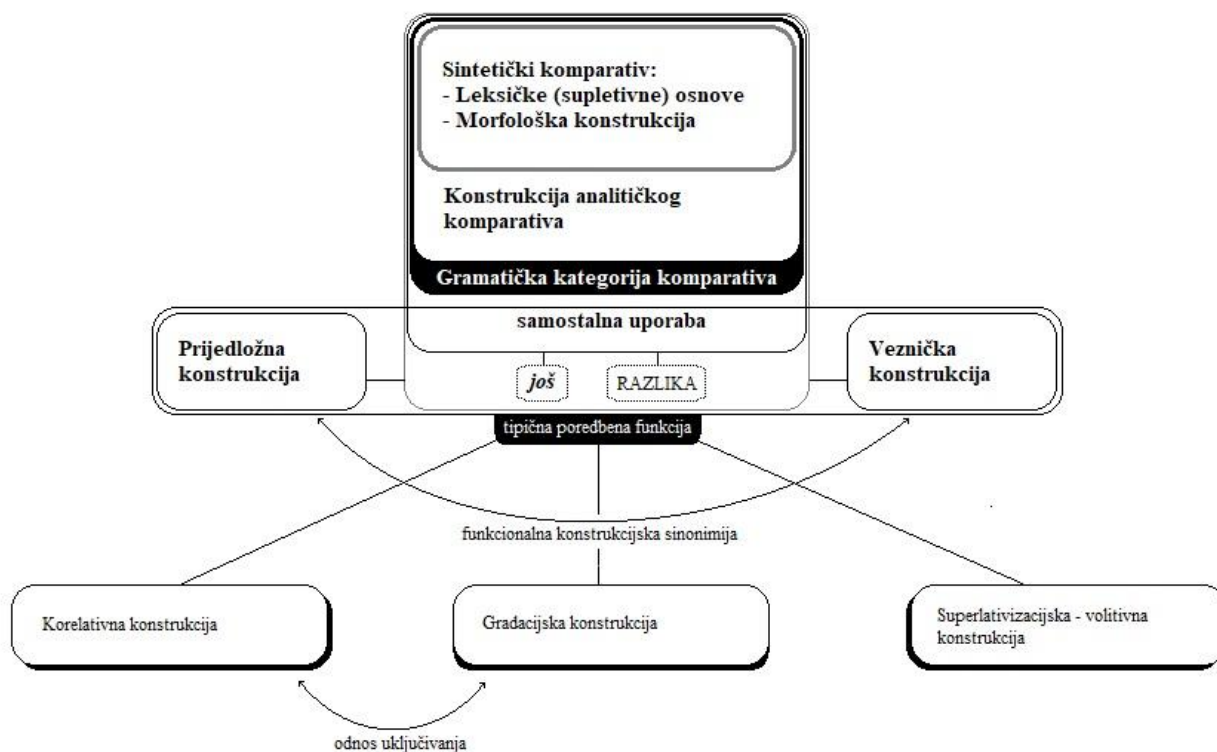 Sintetički komparativ:
- Leksičke (supletivne) osnove
- Morfološka konstrukcija
Konstrukcija analitičkog
komparativa
Gramatička kategorija komparativa
samostalna uporaba
Prijedložna
konstrukcija
još
RAZLIKA
Veznička
konstrukcija
tipična poredbena funkcija
funkcionalna konstrukcijska sinonimija
Korelativna konstrukcija
Gradacijska konstrukcija
Superlativizacijska - volitivna
konstrukcija
odnos uključivanja